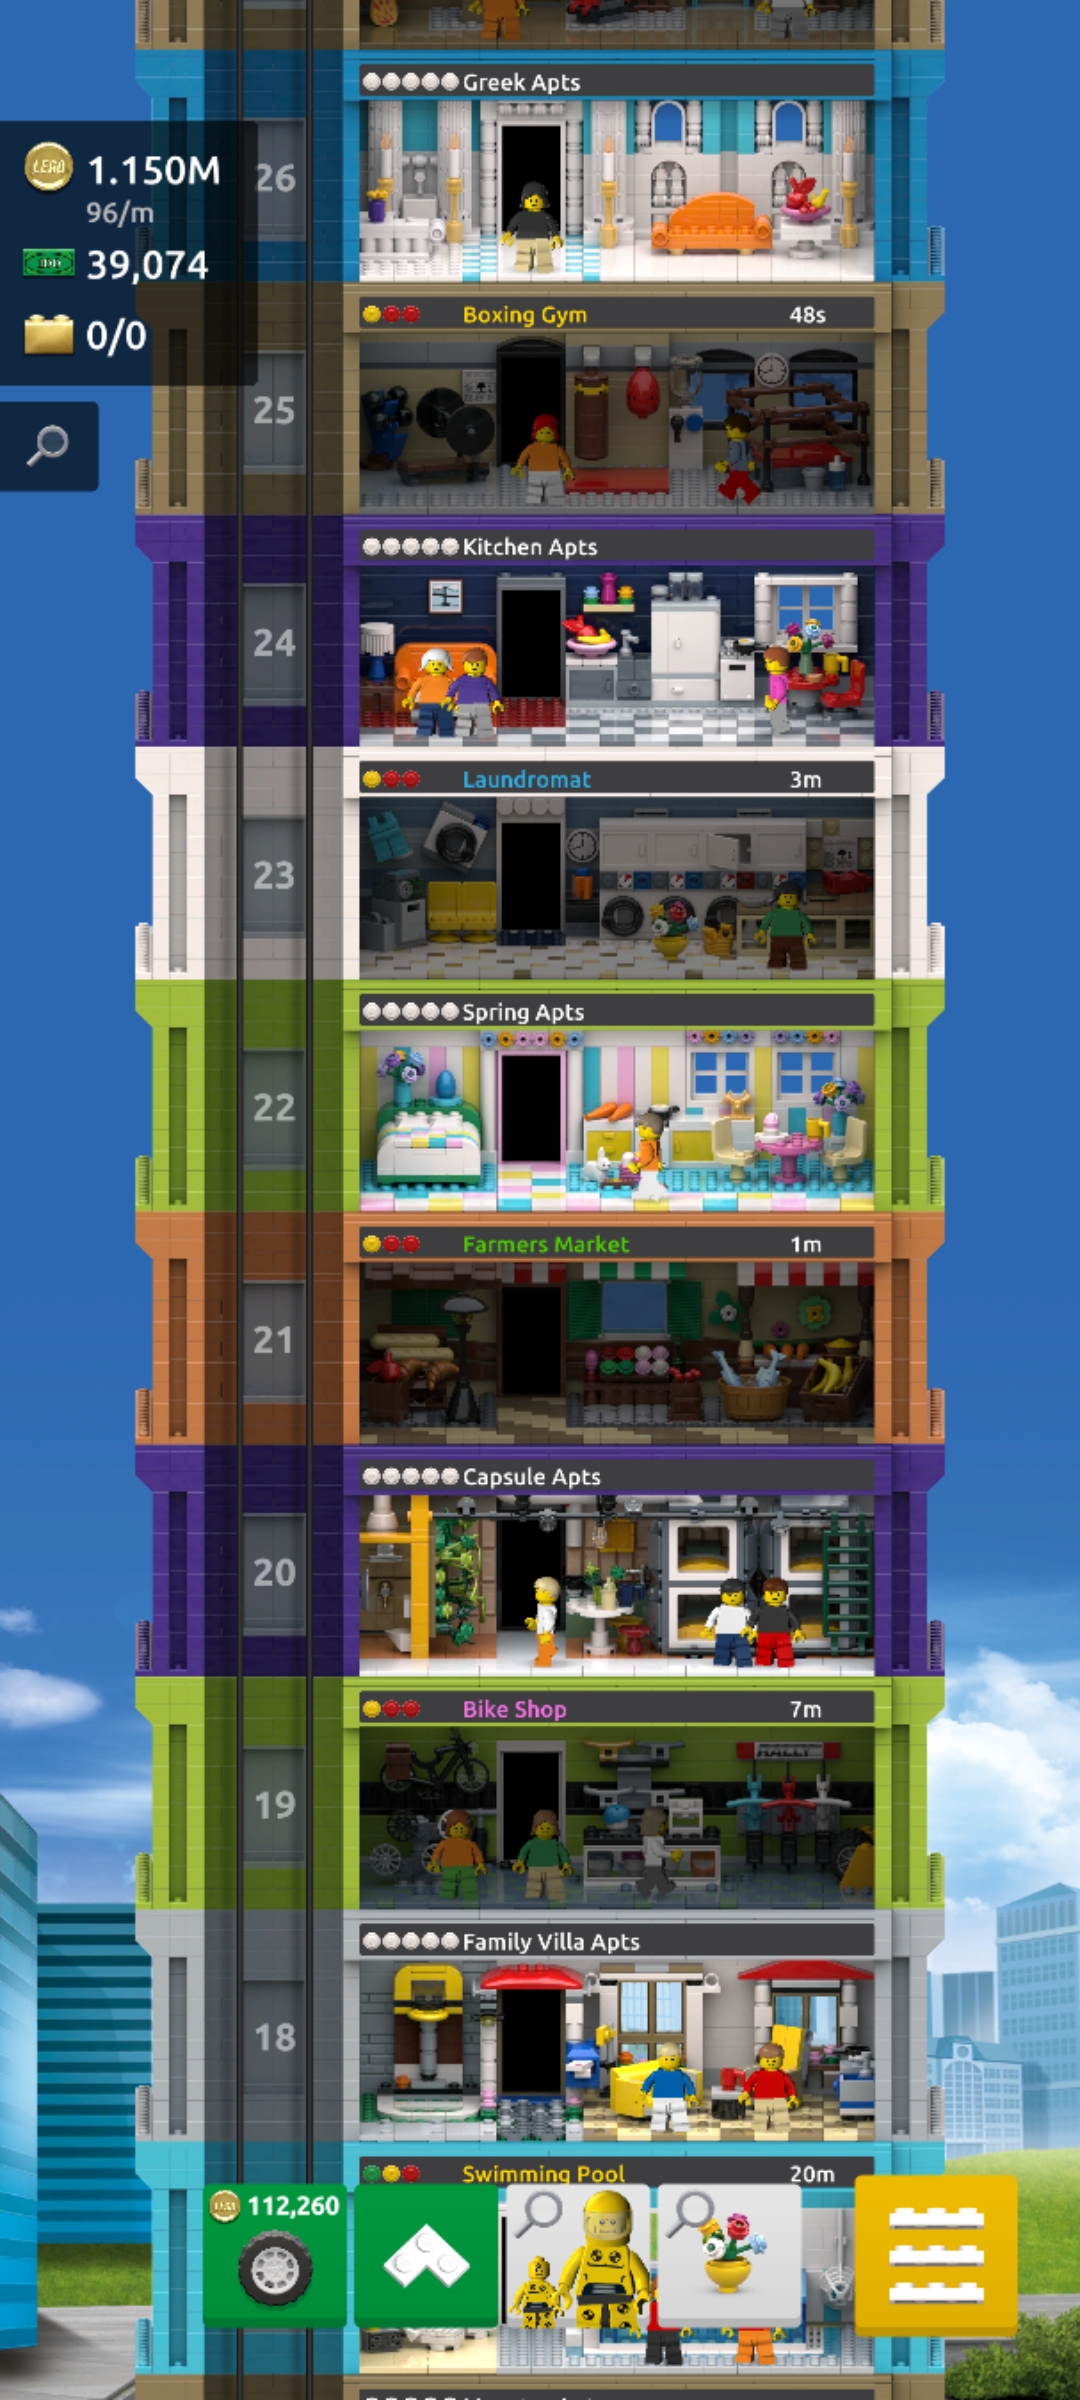 Greek Apts
LEGO
1.150M
96/m
26
39,074
0/0
Boxing Gym 48s
25
Kitchen Apts
24
Laundromat 3m
23
Spring Apts
22
Farmers Market 1m
21
Capsule Apts
20
Bike Shop 7m
RALLY
19
Family Villa Apts
18
Swimming Pool 20m
112,260